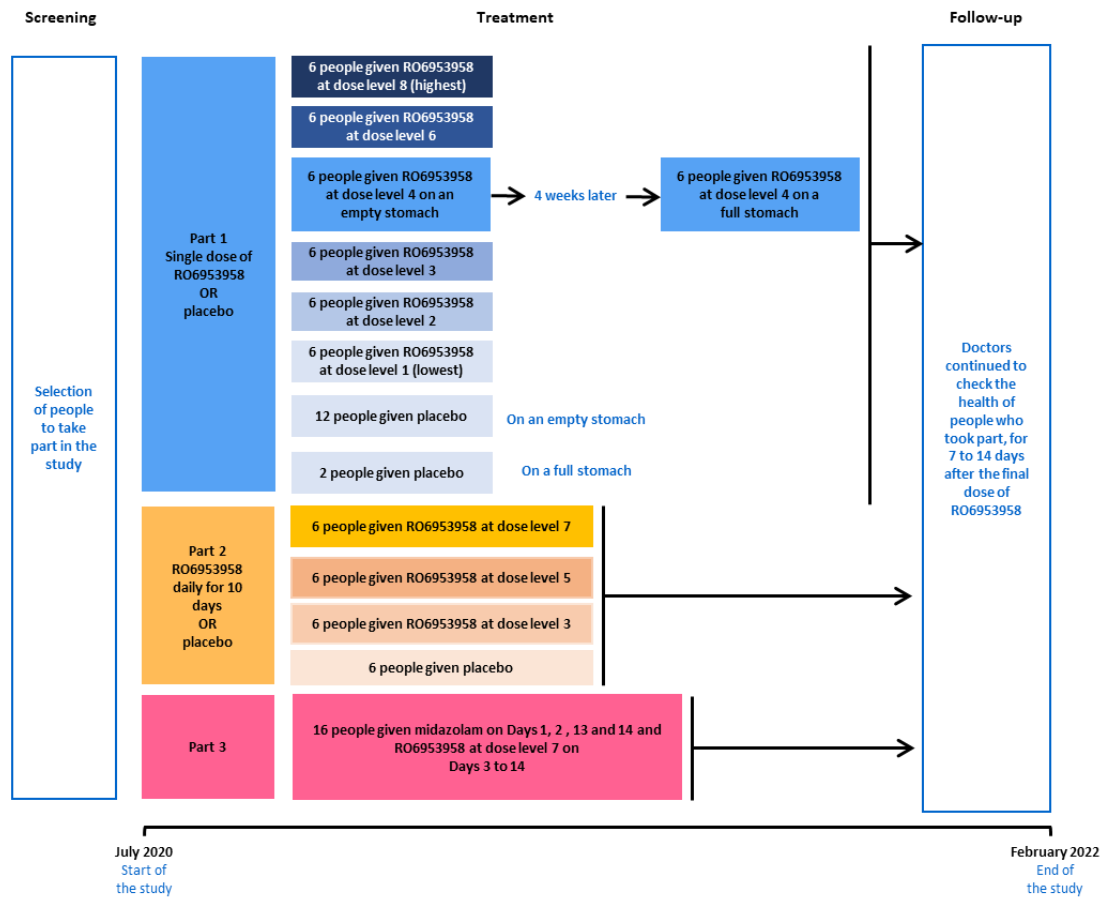 Screening
Treatment
Follow-up
Selection
of people
to take
part in the
study
Part 1
Single dose of
RO6953958
OR
placebo
6 people given RO6953958
at dose level 8 (highest)
6 people given RO6953958
at dose level 6
6 people given RO6953958
at dose level 4 on an
empty stomach
4 weeks later
6 people given RO6953958
at dose level 4 on a
full stomach
6 people given RO6953958
at dose level 3
6 people given RO6953958
at dose level 2
6 people given RO6953958
at dose level 1 (lowest)
12 people given placebo
On an empty stomach
2 people given placebo
On a full stomach
Part 2
RO6953958
daily for 10
days
OR
placebo
6 people given RO6953958 at dose level 7
6 people given RO6953958 at dose level 5
6 people given RO6953958 at dose level 3
6 people given placebo
Part 3
16 people given midazolam on Days 1, 2 , 13 and 14 and
RO6953958 at dose level 7 on
Days 3 to 14
Doctors
continued to
check the
health of
people who
took part, for
7 to 14 days
after the final
dose of
RO6953958
July 2020
Start of
the study
February 2022
End of
the study